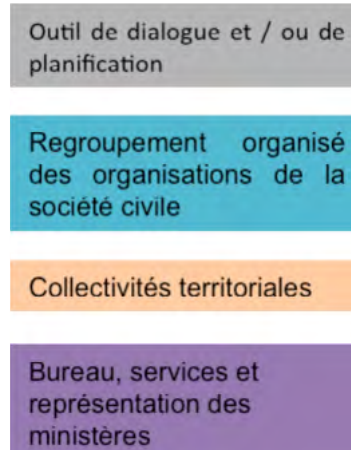 Outil de dialogue et / ou de
planification
Regroupement organisé
des organisations de la
société civile
Collectivités territoriales
Bureau, services et
représentation des
ministères